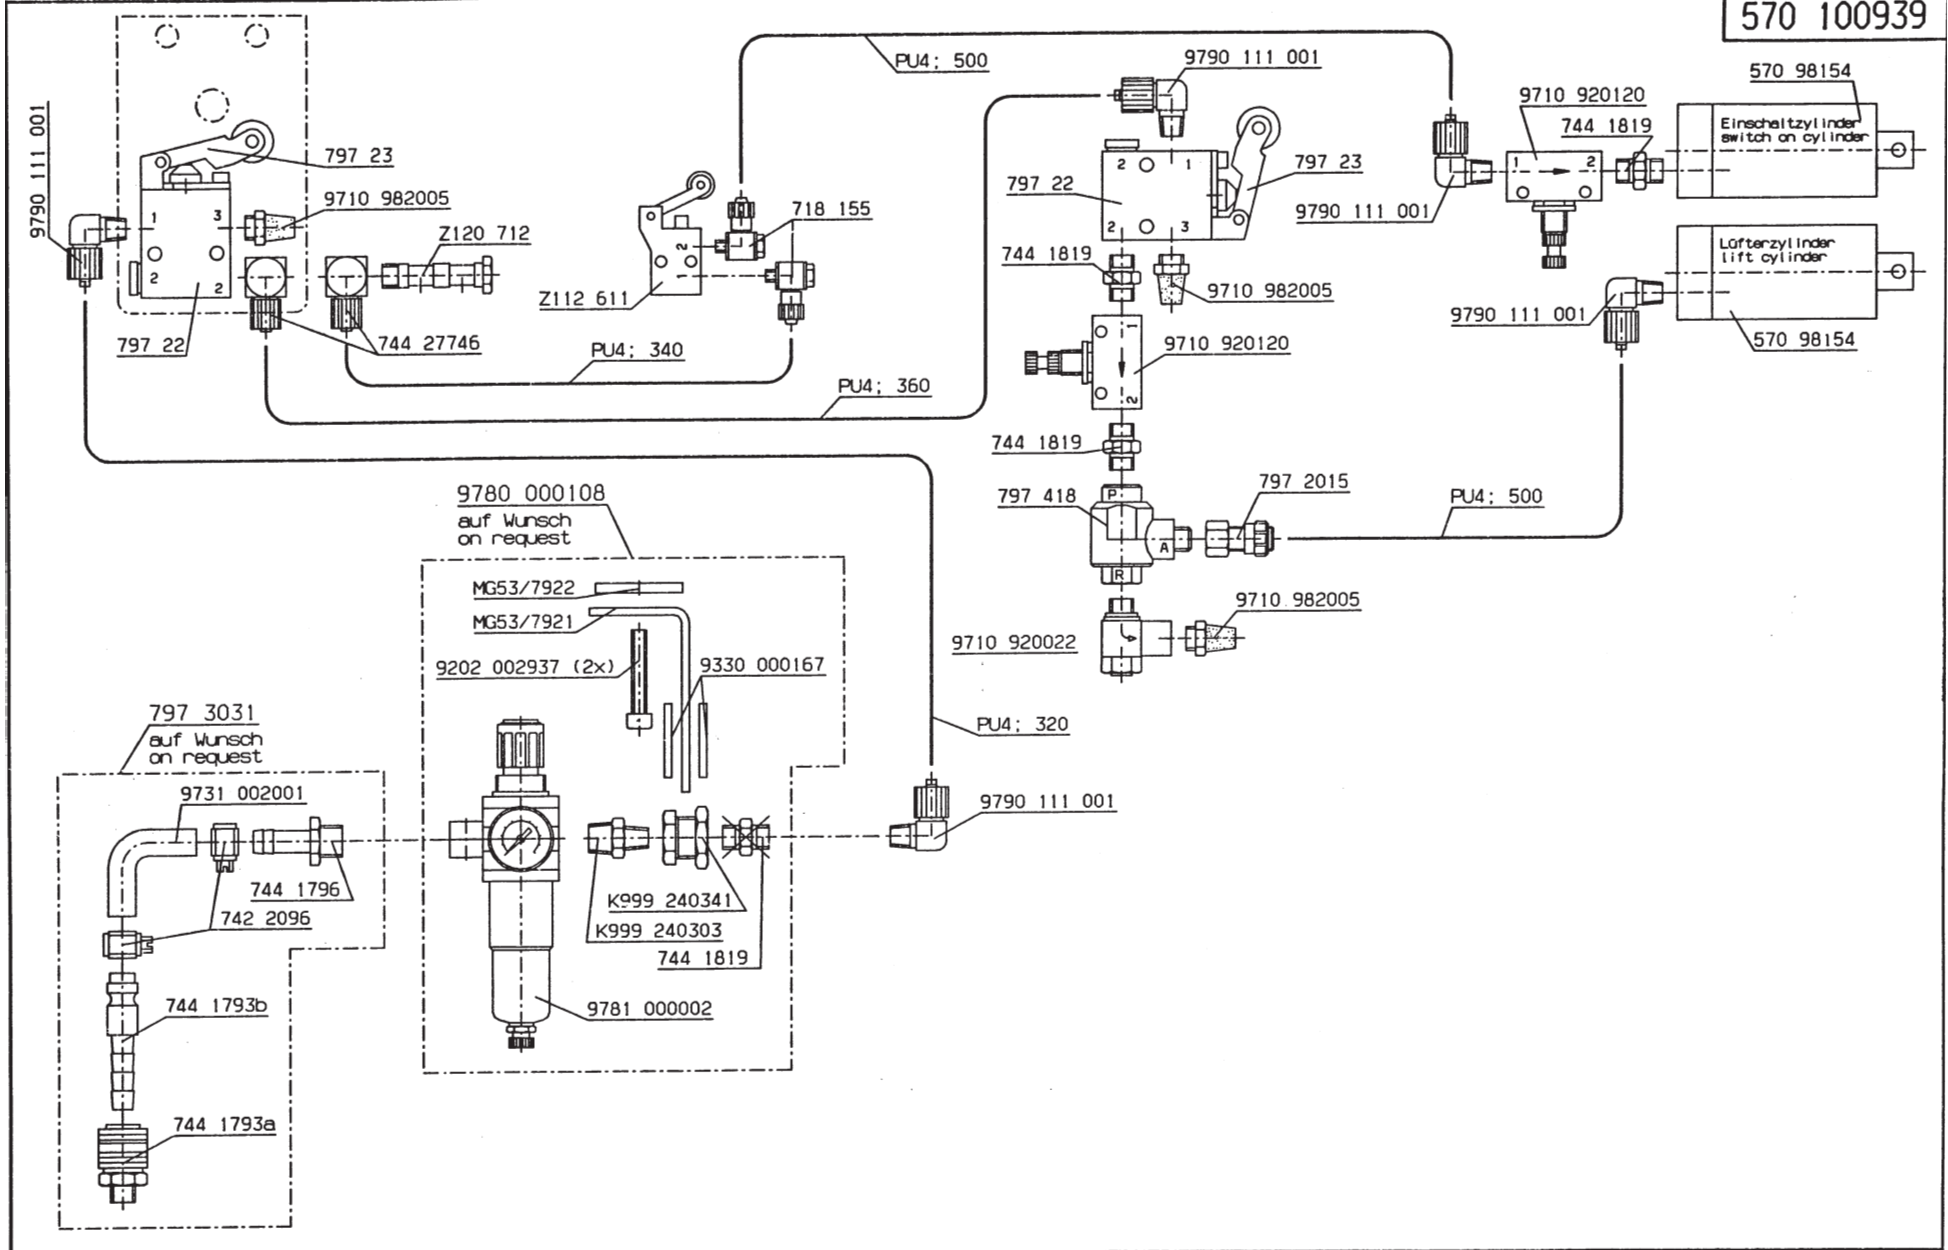 570 100939
PU4; 500
9790 111 001
570 98154
9710 920120
744 1819
Einschaltzylinder
switch on cylinder
1 2
9790 111 001
797 23
9710 982005
Z120 712
1 3
2 2
797 22
744 27746
718 155
2
1
Z112 611
PU4; 340
PU4; 360
797 22
2 1
2 3
797 23
9790 111 001
744 1819
9710 982005
Lüfterzylinder
lift cylinder
9790 111 001
570 98154
1
2
9710 920120
744 1819
797 418
P
A
R
797 2015
PU4; 500
9710 920022
9710 982005
9780 000108
auf Wunsch
on request
MG53/7922
MG53/7921
9202 002937 (2x)
9330 000167
PU4; 320
9790 111 001
797 3031
auf Wunsch
on request
9731 002001
744 1796
742 2096
K999 240341
K999 240303
744 1819
9781 000002
744 1793b
744 1793a